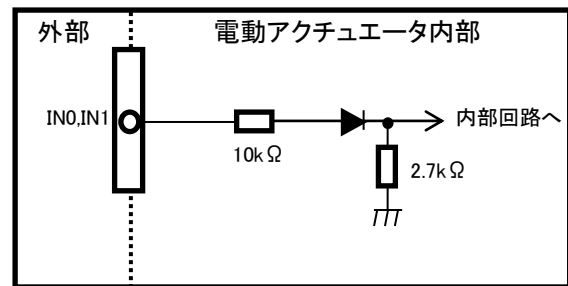 外部
電動アクチュエータ内部
IN0,IN1
内部回路へ
10kΩ
2.7kΩ